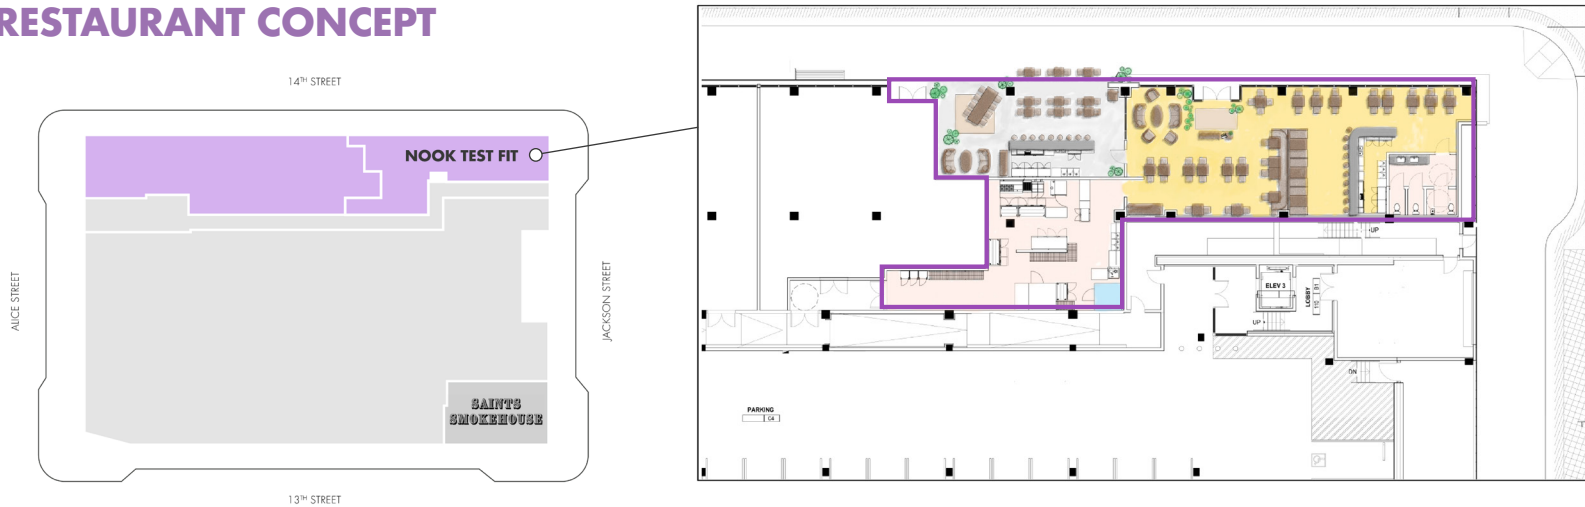 RESTAURANT CONCEPT
14TH STREET
NOOK TEST FIT
ALICE STREET
JACKSON STREET
SAINTS
SMOKEHOUSE
13TH STREET
UP
ELEV 3
LOBBY
UP
DN
PARKING
C4